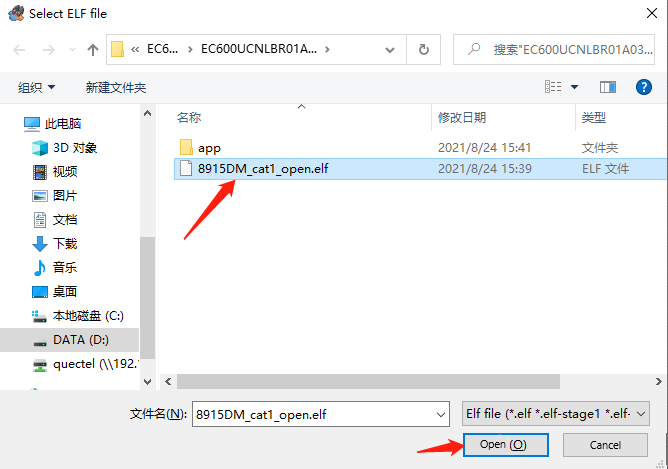 Select ELF file
« EC6... > EC600UCNLBR01A... >
搜索"EC600UCNLBR01A03...
组织 新建文件夹
名称 修改日期 类型
此电脑
3D 对象
视频
图片
文档
下载
音乐
桌面
本地磁盘 (C:)
DATA (D:)
quectel (\\192.1
app 2021/8/24 15:41 文件夹
8915DM_cat1_open.elf 2021/8/24 15:39 ELF 文件
文件名(N): 8915DM_cat1_open.elf Elf file (*.elf *.elf-stage1 *.elf-
Open (O) Cancel